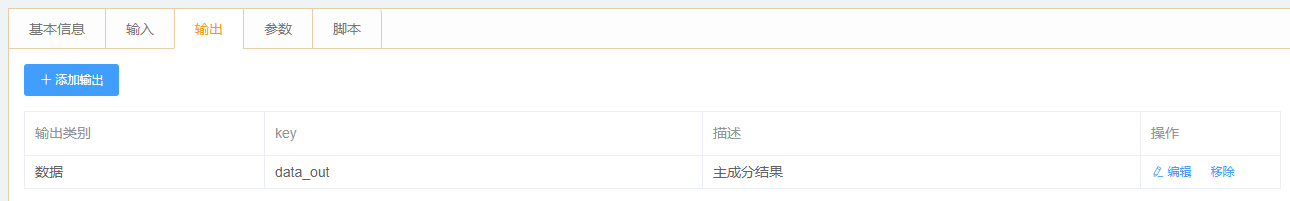 基本信息 输入 输出 参数 脚本
添加输出
输出类别 key 描述 操作
数据 data_out 主成分结果 编辑 移除